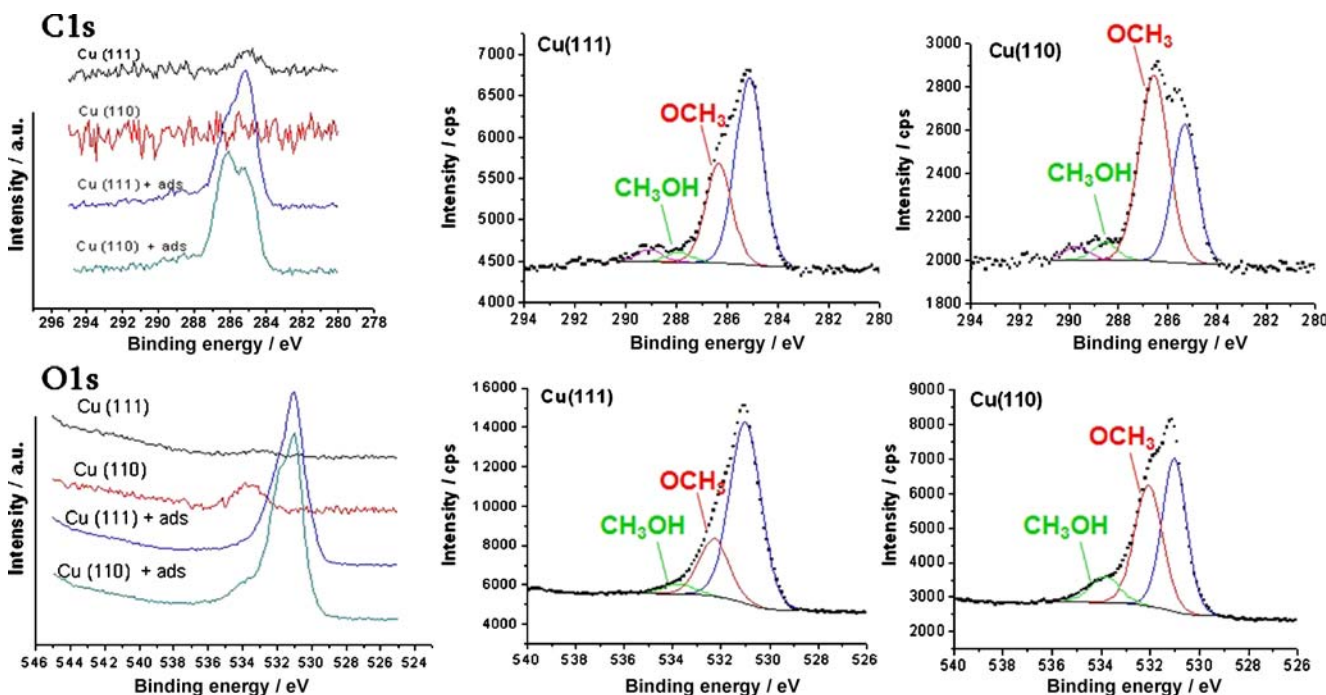 C1s
Cu (111)
Cu (110)
Cu (111) + ads
Cu (110) + ads
Intensity / a.u.
296 294 292 290 288 286 284 282 280 278
Binding energy / eV
Cu(111)
OCH3
CH3OH
Intensity / cps
7000
6500
6000
5500
5000
4500
4000
294 292 290 288 286 284 282 280
Binding energy / eV
Cu(110)
OCH3
CH3OH
Intensity / cps
3000
2800
2600
2400
2200
2000
1800
294 292 290 288 286 284 282 280
Binding energy / eV
O1s
Cu (111)
Cu (110)
Cu (111) + ads
Cu (110) + ads
Intensity / a.u.
546 544 542 540 538 536 534 532 530 528 526 524
Binding energy / eV
Cu(111)
OCH3
CH3OH
Intensity / cps
16000
14000
12000
10000
8000
6000
4000
540 538 536 534 532 530 528 526
Binding energy / eV
Cu(110)
OCH3
CH3OH
Intensity / cps
9000
8000
7000
6000
5000
4000
3000
2000
540 538 536 534 532 530 528 526
Binding energy / eV